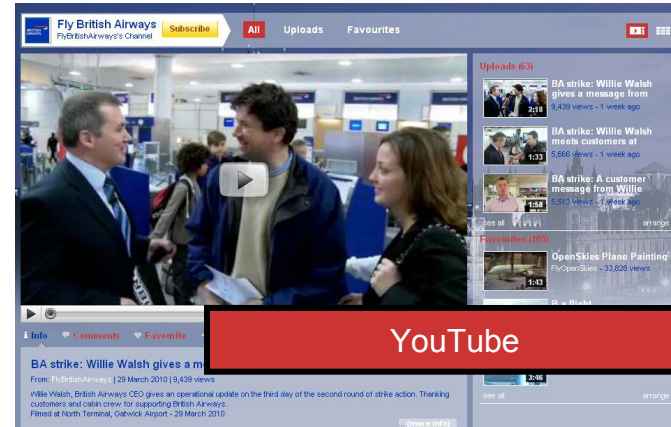 Fly British Airways
FlyBritishAirways's Channel
Subscribe
All
Uploads
Favourites
Uploads (63)
BA strike: Willie Walsh
gives a message from
9,439 views - 1 week ago
2:18
BA strike: Willie Walsh
meets customers at
5,666 views - 1 week ago
1:33
BA strike: A customer
message from Willie
5,513 views - 1 week ago
1:58
see all
arrange
Favourites (105)
OpenSkies Plane Painting
FlyOpenSkies - 33,828 views
1:43
B a flight
3:46
see all
arrange
Info
Comments
Favourite
YouTube
BA strike: Willie Walsh gives a m
From: FlyBritishAirways | 29 March 2010 | 9,439 views
Willie Walsh, British Airways CEO gives an operational update on the third day of the second round of strike action. Thanking
customers and cabin crew for supporting British Airways.
Filmed at North Terminal, Gatwick Airport - 29 March 2010
(more info)